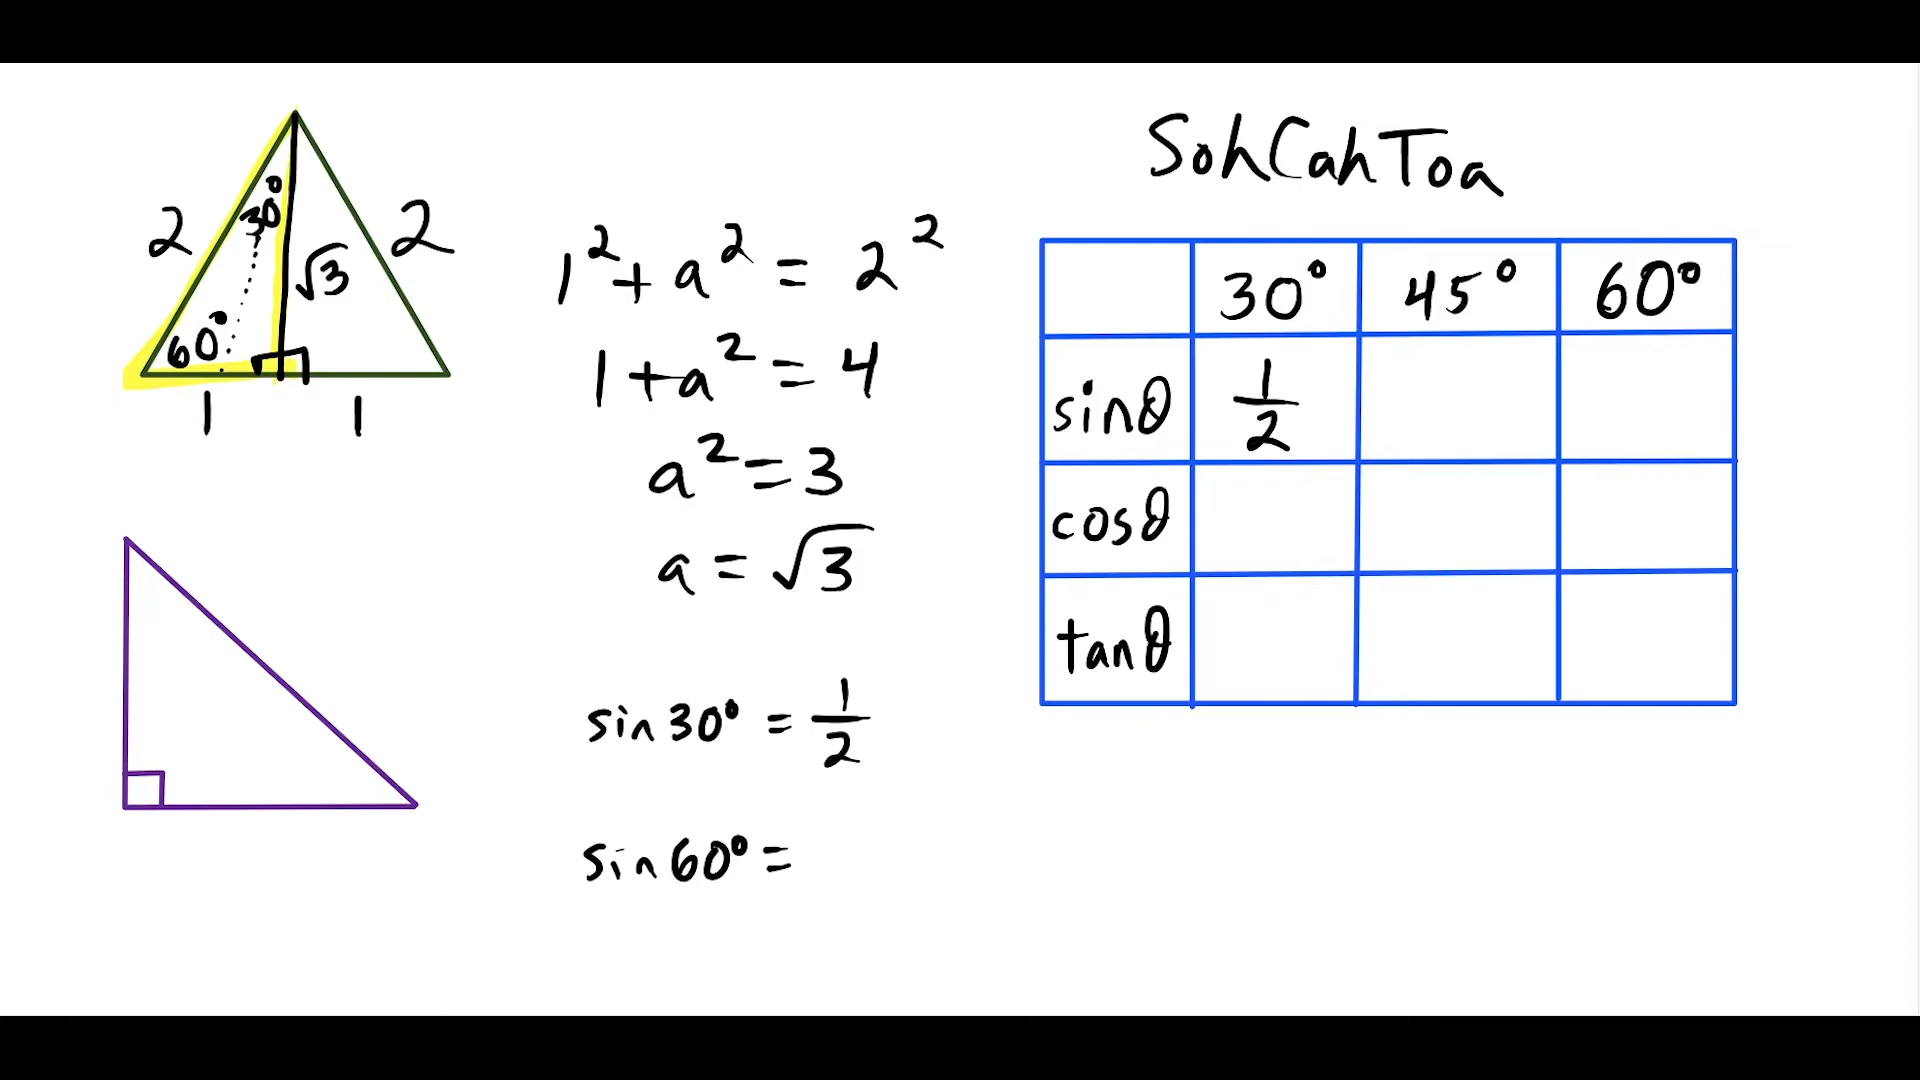 2
30°
√3
2
60°
1
1
1² + a² = 2²
1 + a² = 4
a² = 3
a = √3
sin 30° = 1/2
sin 60° =
SohCahToa
30° 45° 60°
sinθ 1/2
cosθ
tanθ